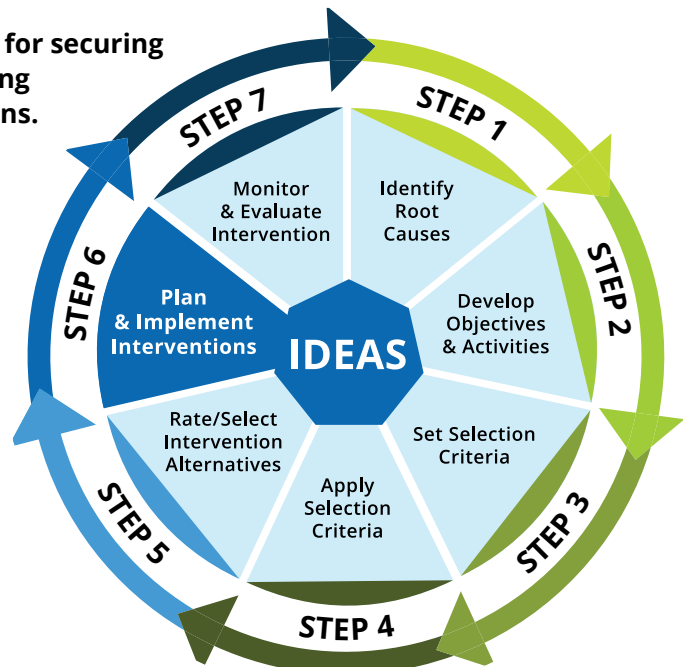 for securing
ng
ns.
STEP 1
Identify
Root
Causes
STEP 2
Develop
Objectives
& Activities
STEP 3
Set Selection
Criteria
STEP 4
Apply
Selection
Criteria
STEP 5
Rate/Select
Intervention
Alternatives
STEP 6
Plan
& Implement
Interventions
STEP 7
Monitor
& Evaluate
Intervention
IDEAS